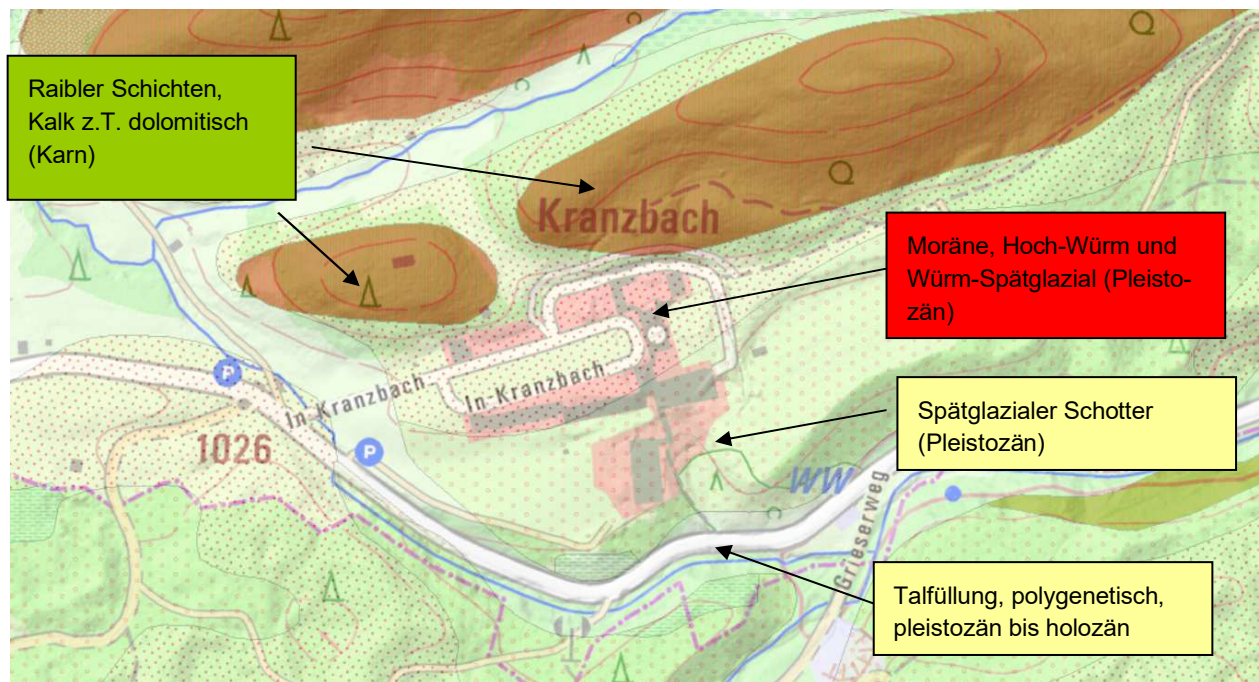 Raibler Schichten,
Kalk z.T. dolomitisch
(Karn)
Kranzbach
Moräne, Hoch-Würm und
Würm-Spätglazial (Pleisto-
zän)
P
In Kranzbach
In Kranzbach
1026
P
Spätglazialer Schotter
(Pleistozän)
WW
Grieserweg
Talfüllung, polygenetisch,
pleistozän bis holozän